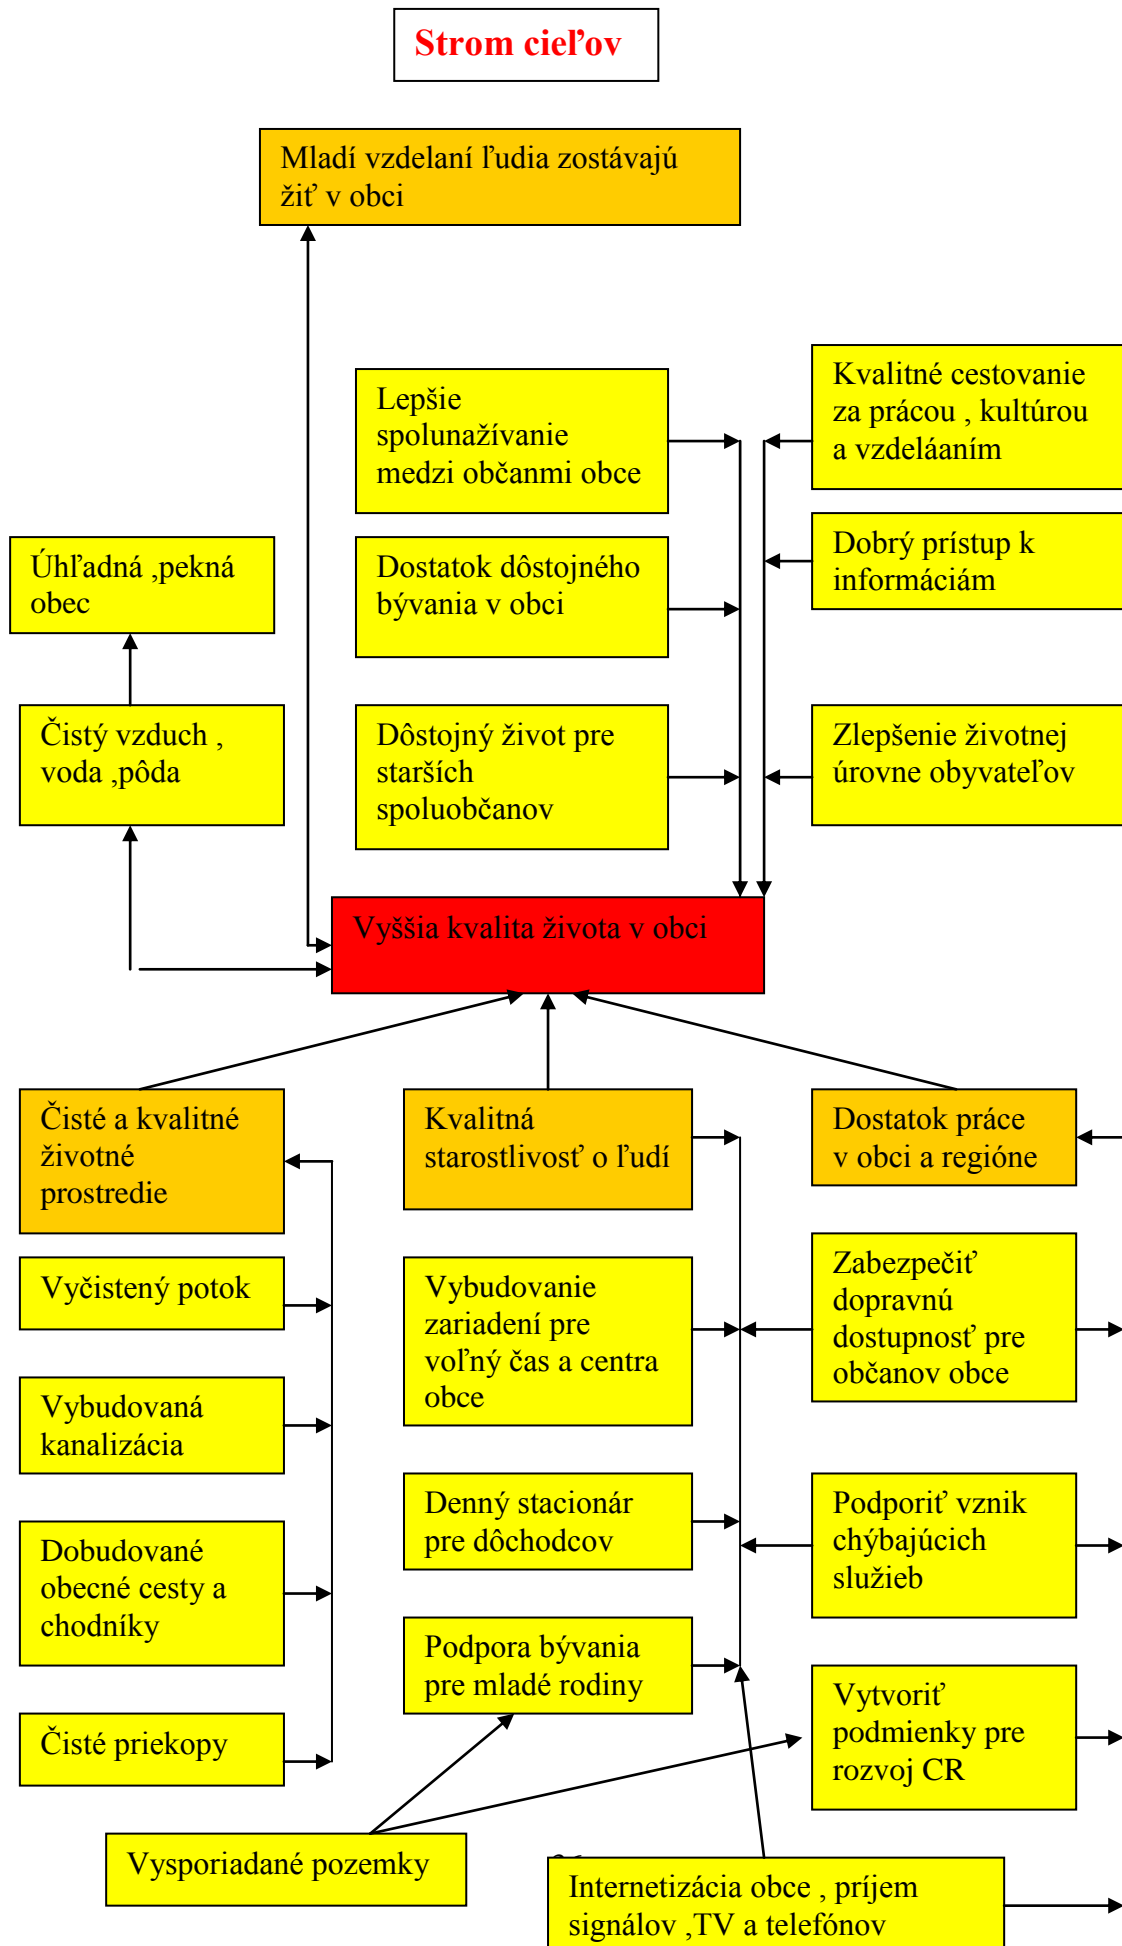 Strom cieľov
Mladí vzdelaní ľudia zostávajú
žiť v obci
Lepšie
spolunažívanie
medzi občanmi obce
Kvalitné cestovanie
za prácou , kultúrou
a vzdeláaním
Úhľadná ,pekná
obec
Dostatok dôstojného
bývania v obci
Dobrý prístup k
informáciám
Čistý vzduch ,
voda ,pôda
Dôstojný život pre
starších
spoluobčanov
Zlepšenie životnej
úrovne obyvateľov
Vyššia kvalita života v obci
Čisté a kvalitné
životné
prostredie
Kvalitná
starostlivosť o ľudí
Dostatok práce
v obci a regióne
Vyčistený potok
Vybudovanie
zariadení pre
voľný čas a centra
obce
Zabezpečiť
dopravnú
dostupnosť pre
občanov obce
Vybudovaná
kanalizácia
Denný stacionár
pre dôchodcov
Podporiť vznik
chýbajúcich
služieb
Dobudované
obecné cesty a
chodníky
Podpora bývania
pre mladé rodiny
Vytvoriť
podmienky pre
rozvoj CR
Čisté priekopy
Vysporiadané pozemky
Internetizácia obce , príjem
signálov ,TV a telefónov